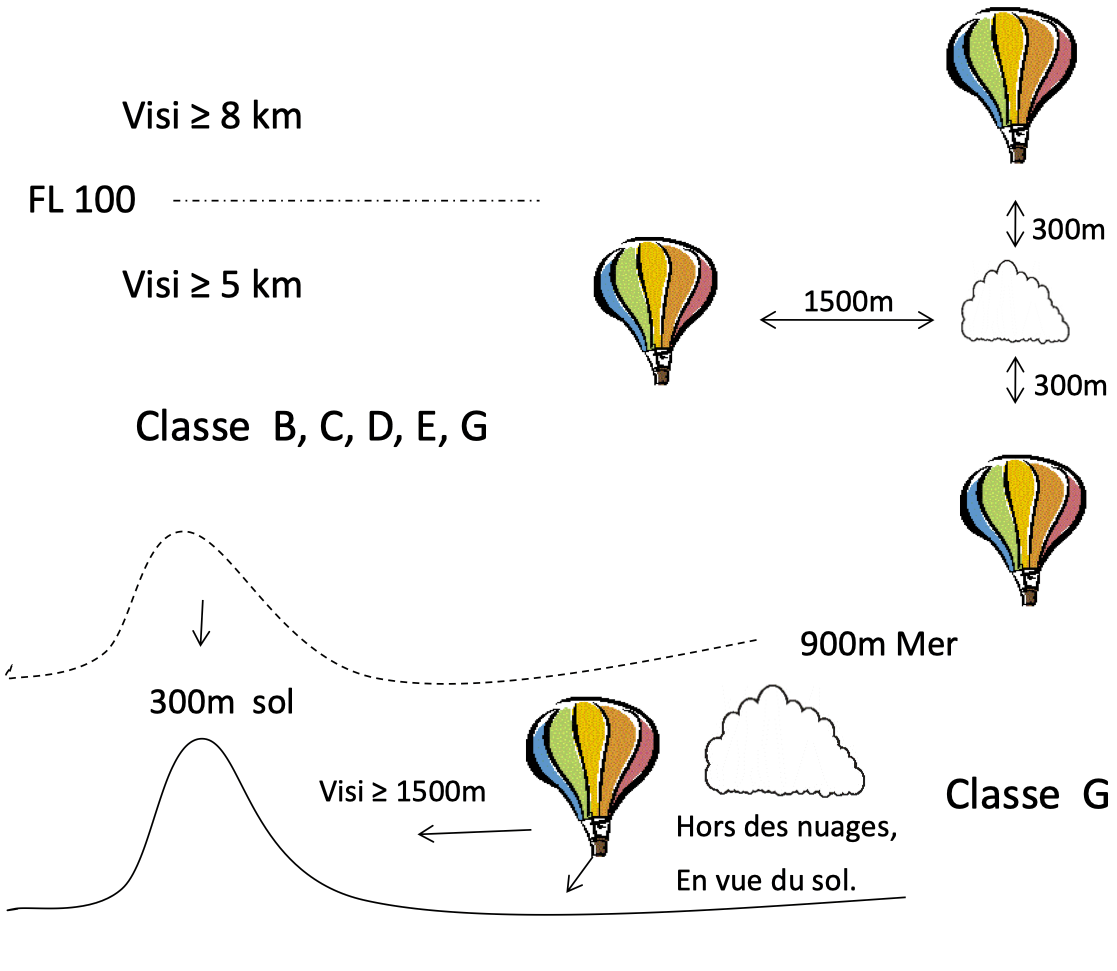 Visi ≥ 8 km
FL 100
300m
Visi ≥ 5 km
1500m
300m
Classe B, C, D, E, G
900m Mer
300m sol
Visi ≥ 1500m
Classe G
Hors des nuages,
En vue du sol.